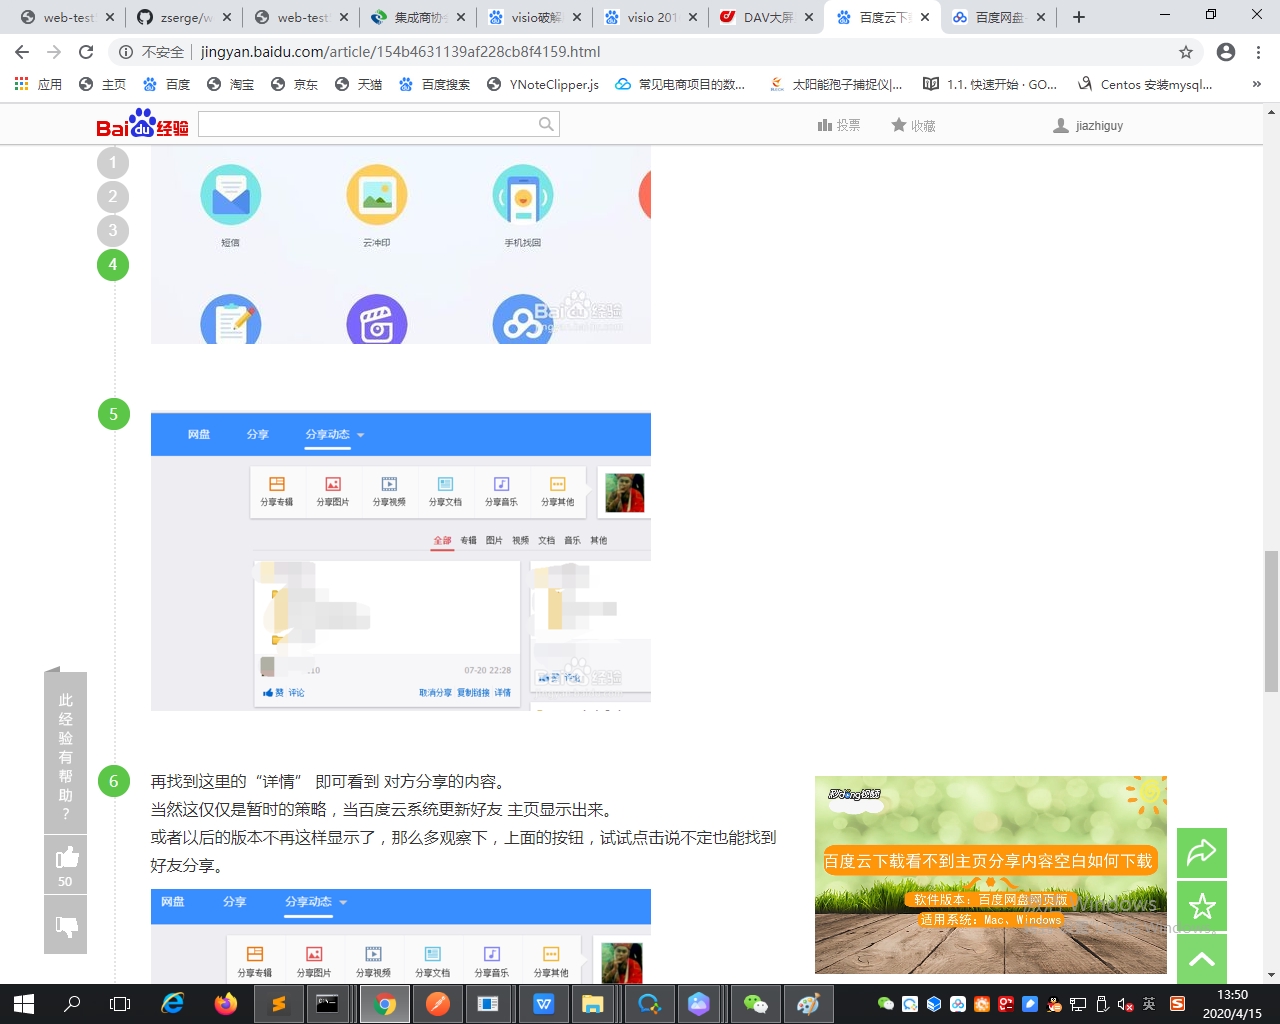 web-test
zserge/w
web-test
集成商协
visio破解
visio 201
DAV大屏
百度云下
百度网盘
不安全
jingyan.baidu.com/article/154b4631139af228cb8f4159.html
应用
主页
百度
淘宝
京东
天猫
百度搜索
YNoteClipper.js
常见电商项目的数...
太阳能孢子捕捉仪|...
1.1. 快速开始 · GO...
Centos 安装mysql...
»
Bai du 经验
投票
收藏
jiazhiguy
1
2
3
4
短信
云冲印
手机找回
Bai du 经验
jingyan.baidu.com
5
网盘
分享
分享动态
分享专辑
分享图片
分享视频
分享文档
分享音乐
分享其他
全部
专辑
图片
视频
文档
音乐
其他
07-20 22:28
赞
评论
取消分享
复制链接
详情
此经验有帮助？
50
6
再找到这里的“详情” 即可看到 对方分享的内容。
当然这仅仅是暂时的策略，当百度云系统更新好友 主页显示出来。
或者以后的版本不再这样显示了，那么多观察下，上面的按钮，试试点击说不定也能找到
好友分享。
网盘
分享
分享动态
分享专辑
分享图片
分享视频
分享文档
分享音乐
分享其他
百度云下载看不到主页分享内容空白如何下载
软件版本：百度网盘网页版
适用系统：Mac、Windows
英
13:50
2020/4/15